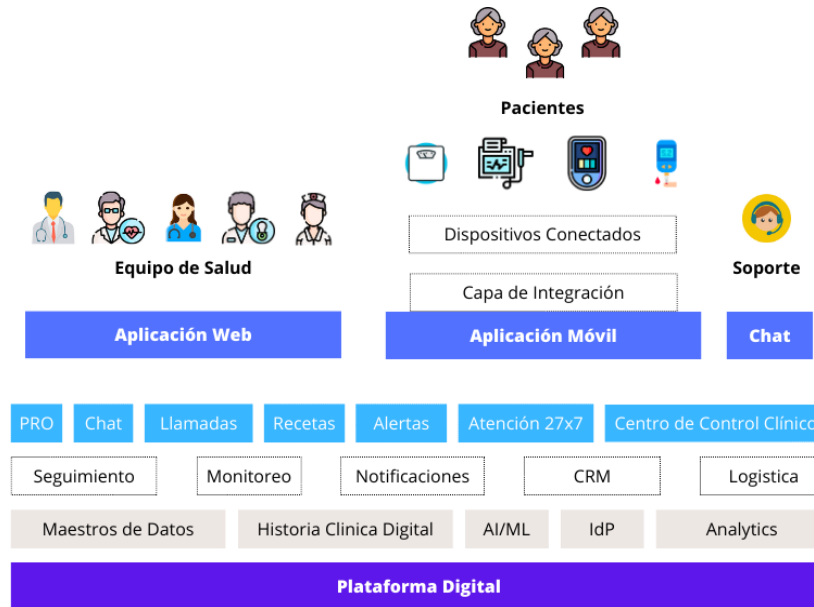 Pacientes
Dispositivos Conectados
Equipo de Salud
Soporte
Capa de Integración
Aplicación Web
Aplicación Móvil
Chat
PRO
Chat
Llamadas
Recetas
Alertas
Atención 27x7
Centro de Control Clínico
Seguimiento
Monitoreo
Notificaciones
CRM
Logistica
Maestros de Datos
Historia Clinica Digital
AI/ML
IdP
Analytics
Plataforma Digital